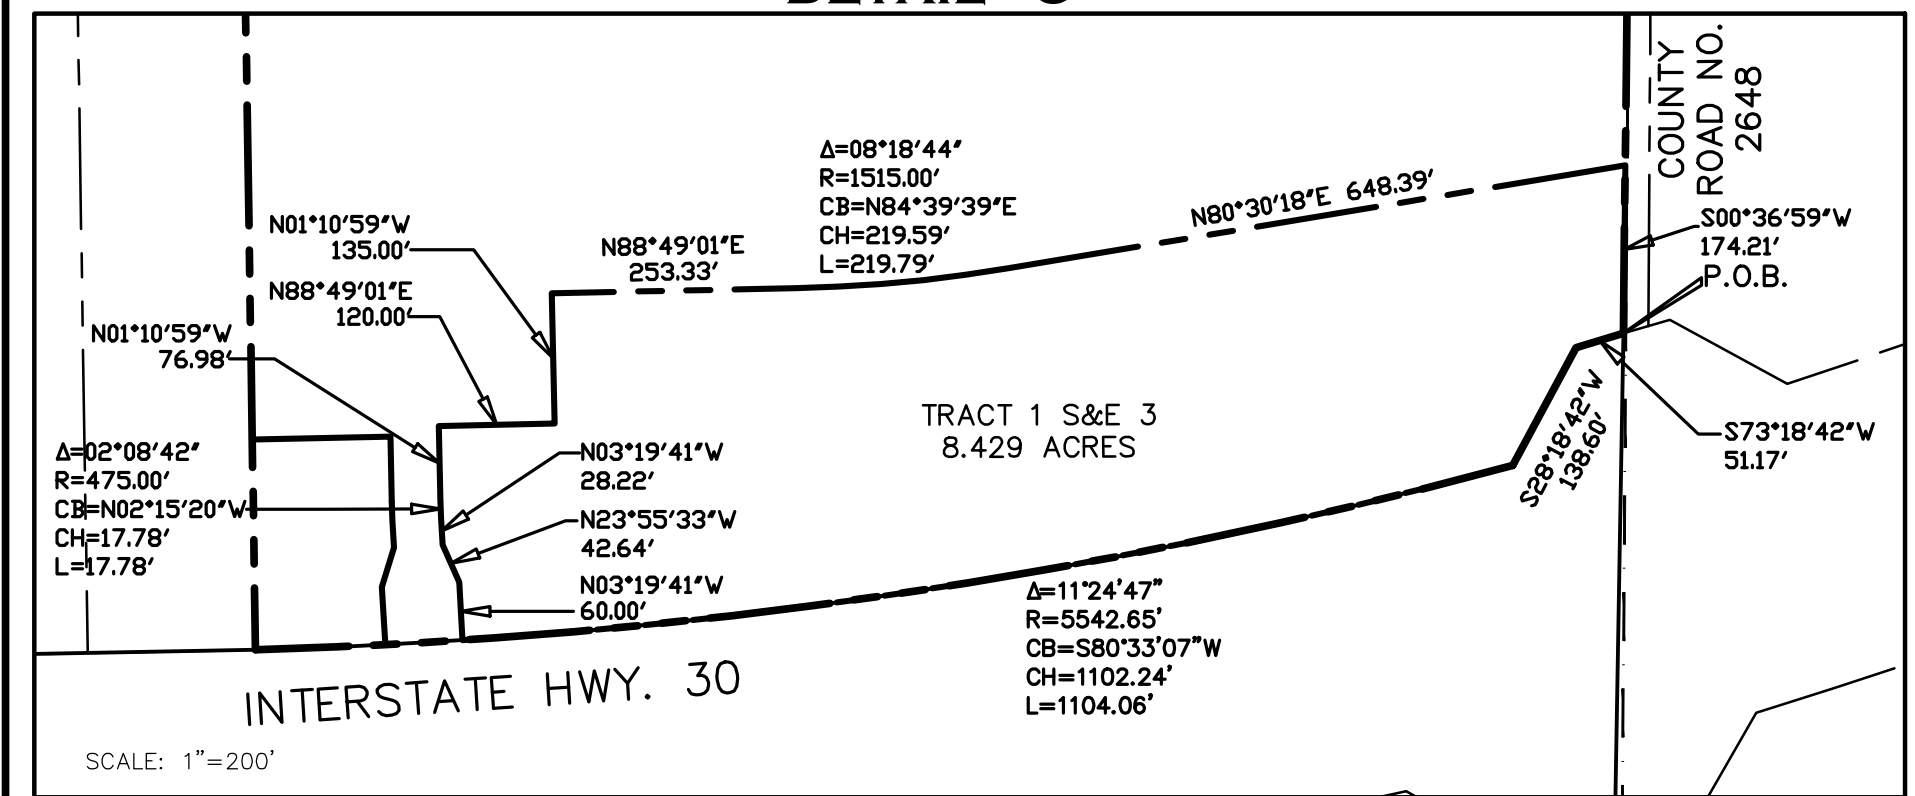 Δ=08°18'44"
R=1515.00'
CB=N84°39'39"E
CH=219.59'
L=219.79'
N80°30'18"E 648.39'
COUNTY
ROAD NO.
2648
N01°10'59"W
135.00'
N88°49'01"E
253.33'
S00°36'59"W
174.21'
P.O.B.
N88°49'01"E
120.00'
N01°10'59"W
76.98'
TRACT 1 S&E 3
8.429 ACRES
S28°18'42"W
138.60'
S73°18'42"W
51.17'
Δ=02°08'42"
R=475.00'
CB=N02°15'20"W
CH=17.78'
L=17.78'
N03°19'41"W
28.22'
N23°55'33"W
42.64'
N03°19'41"W
60.00'
Δ=11°24'47"
R=5542.65'
CB=S80°33'07"W
CH=1102.24'
L=1104.06'
INTERSTATE HWY. 30
SCALE: 1"=200'